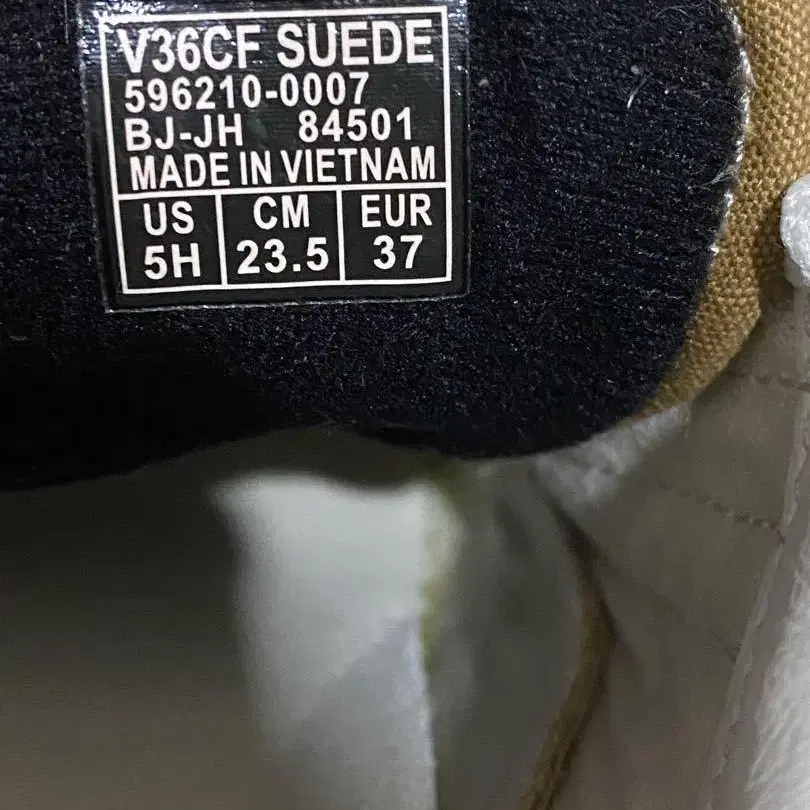 V36CF SUEDE
596210-0007
BJ-JH 84501
MADE IN VIETNAM
US CM EUR
5H 23.5 37